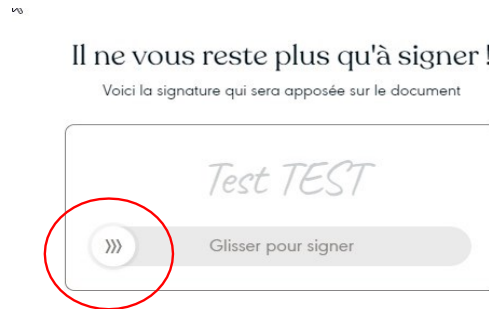 Il ne vous reste plus qu'à signer !
Voici la signature qui sera apposée sur le document
Test TEST
Glisser pour signer